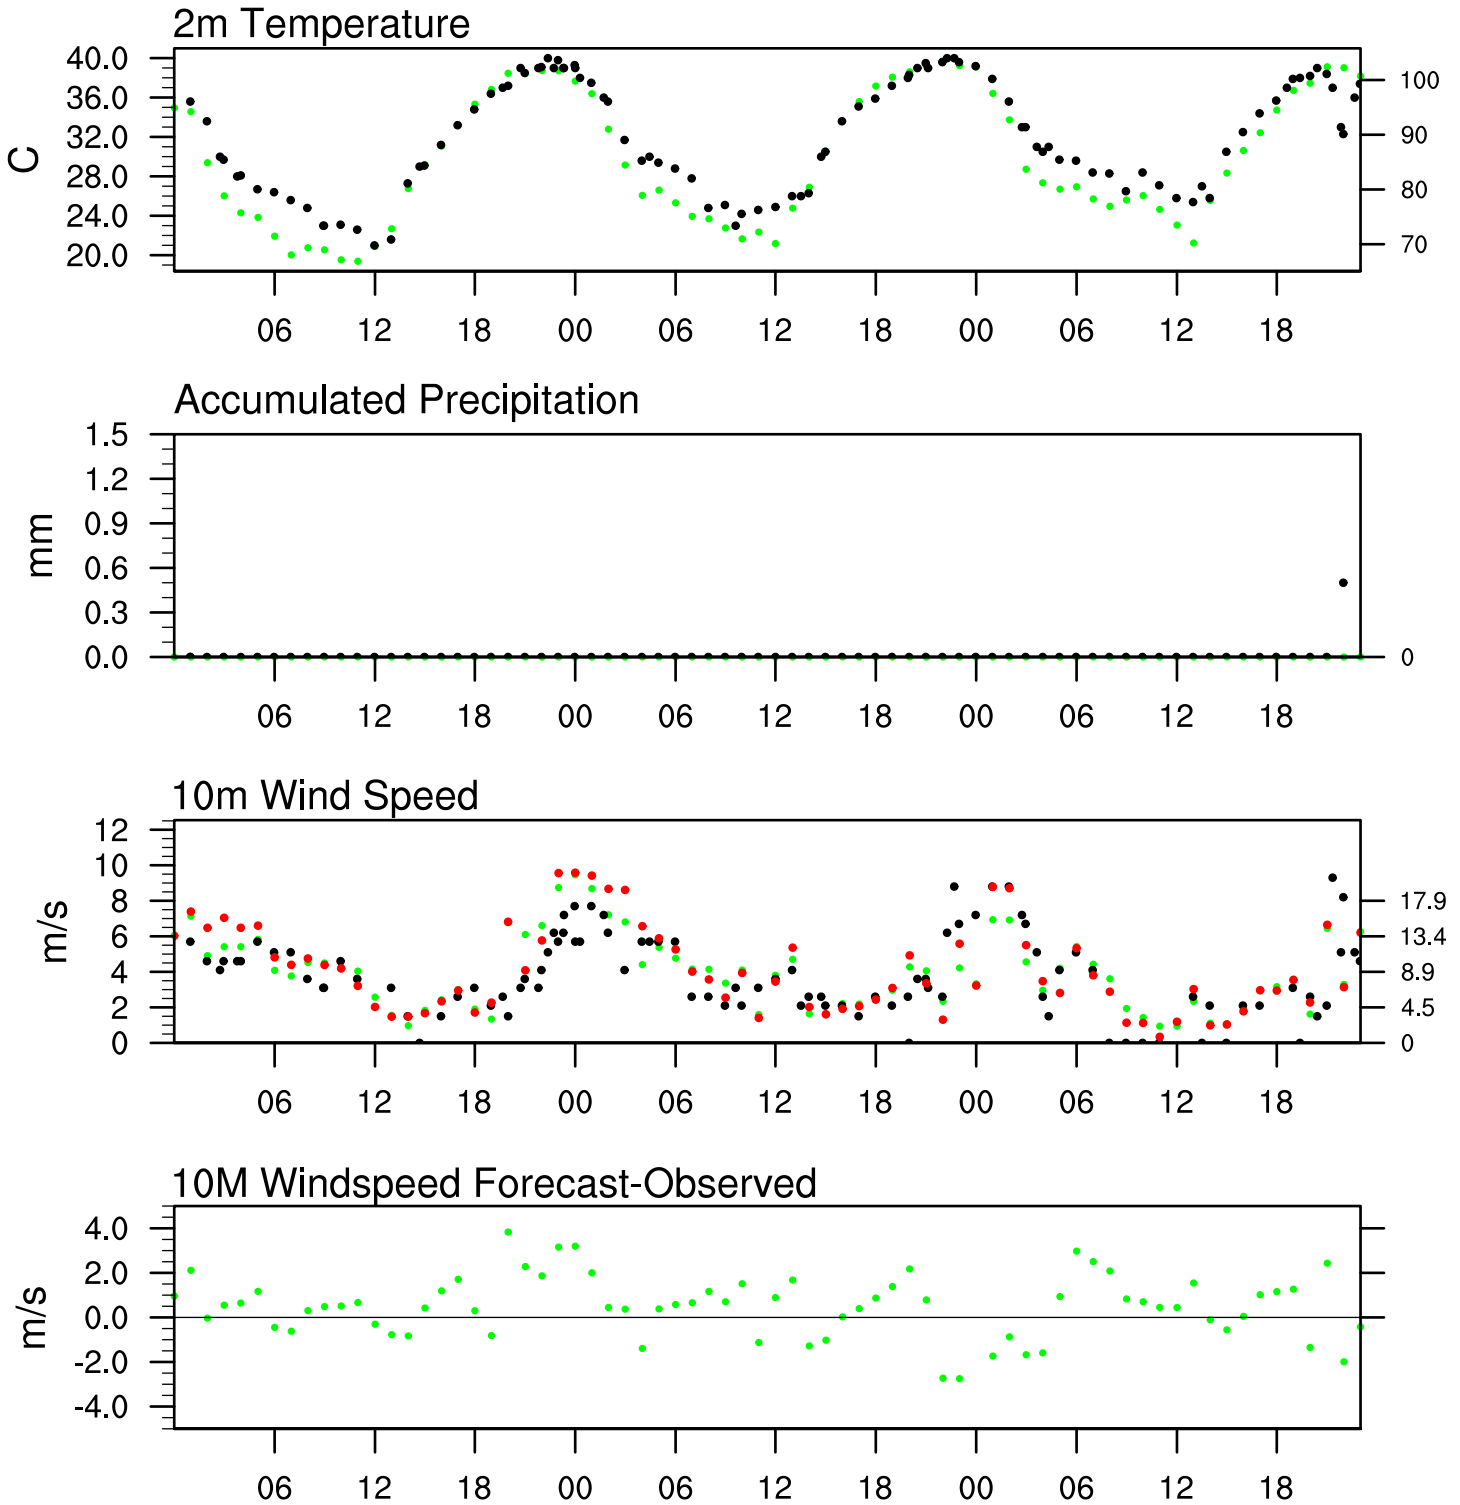 2m Temperature
40.0
36.0
32.0
28.0
24.0
20.0
C
100
90
80
70
06 12 18 00 06 12 18 00 06 12 18
Accumulated Precipitation
1.5
1.2
0.9
0.6
0.3
0.0
mm
0
06 12 18 00 06 12 18 00 06 12 18
10m Wind Speed
12
10
8
6
4
2
0
m/s
17.9
13.4
8.9
4.5
0
06 12 18 00 06 12 18 00 06 12 18
10M Windspeed Forecast-Observed
4.0
2.0
0.0
-2.0
-4.0
m/s
06 12 18 00 06 12 18 00 06 12 18